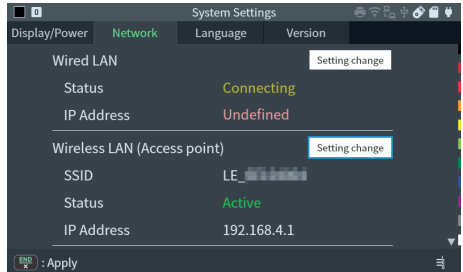 0 System Settings
Display/Power Network Language Version
Wired LAN Setting change
Status Connecting
IP Address Undefined
Wireless LAN (Access point) Setting change
SSID LE_
Status Active
IP Address 192.168.4.1
END × : Apply